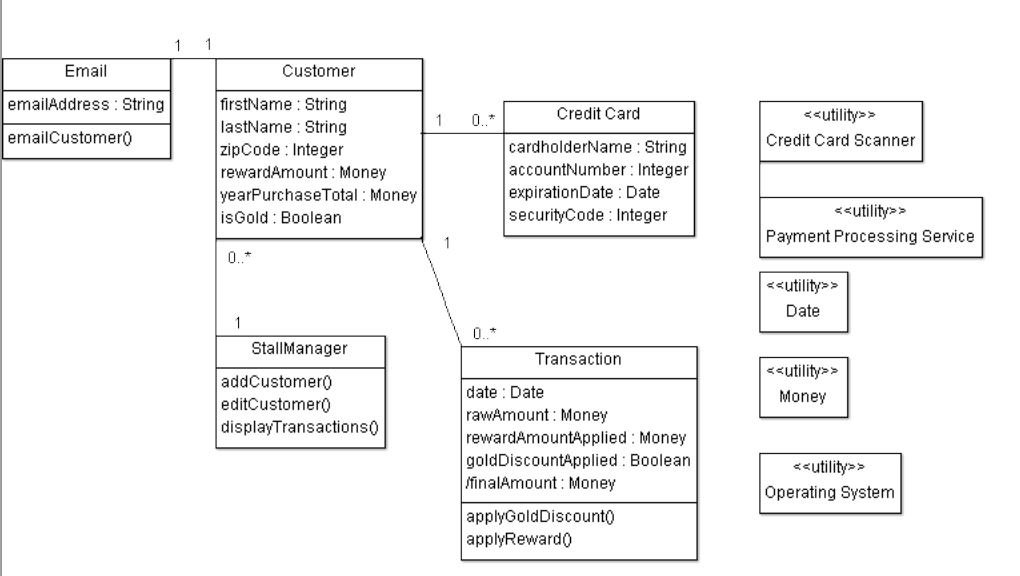 1 1
Email
emailAddress : String
emailCustomer()
Customer
firstName : String
lastName : String
zipCode : Integer
rewardAmount : Money
yearPurchaseTotal : Money
isGold : Boolean
1 0..*
Credit Card
cardholderName : String
accountNumber : Integer
expirationDate : Date
securityCode : Integer
<<utility>>
Credit Card Scanner
<<utility>>
Payment Processing Service
<<utility>>
Date
<<utility>>
Money
<<utility>>
Operating System
0..*
1
StallManager
addCustomer()
editCustomer()
displayTransactions()
1
0..*
Transaction
date : Date
rawAmount : Money
rewardAmountApplied : Money
goldDiscountApplied : Boolean
/finalAmount : Money
applyGoldDiscount()
applyReward()